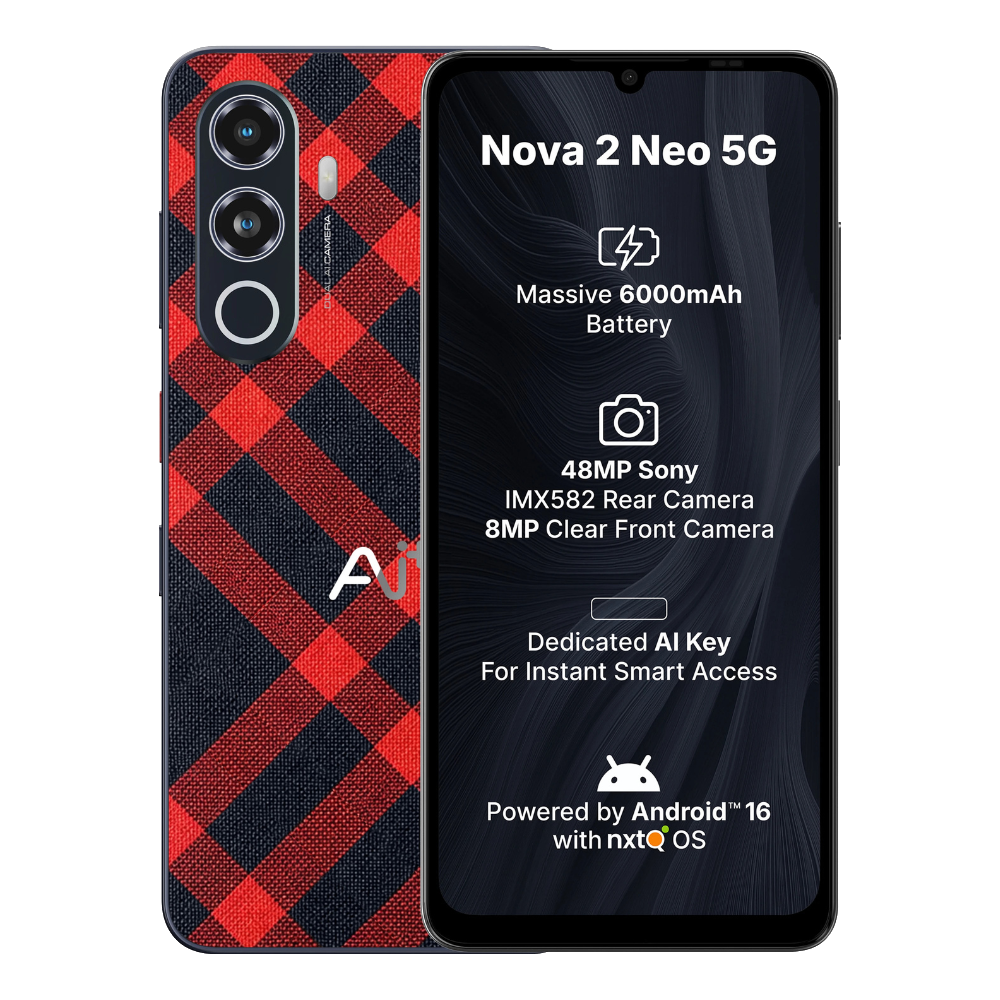 Nova 2 Neo 5G
Massive 6000mAh
Battery
48MP Sony
IMX582 Rear Camera
8MP Clear Front Camera
Dedicated AI Key
For Instant Smart Access
Powered by Android™ 16
with nxtQ OS
DUAL AI CAMERA
Ai+